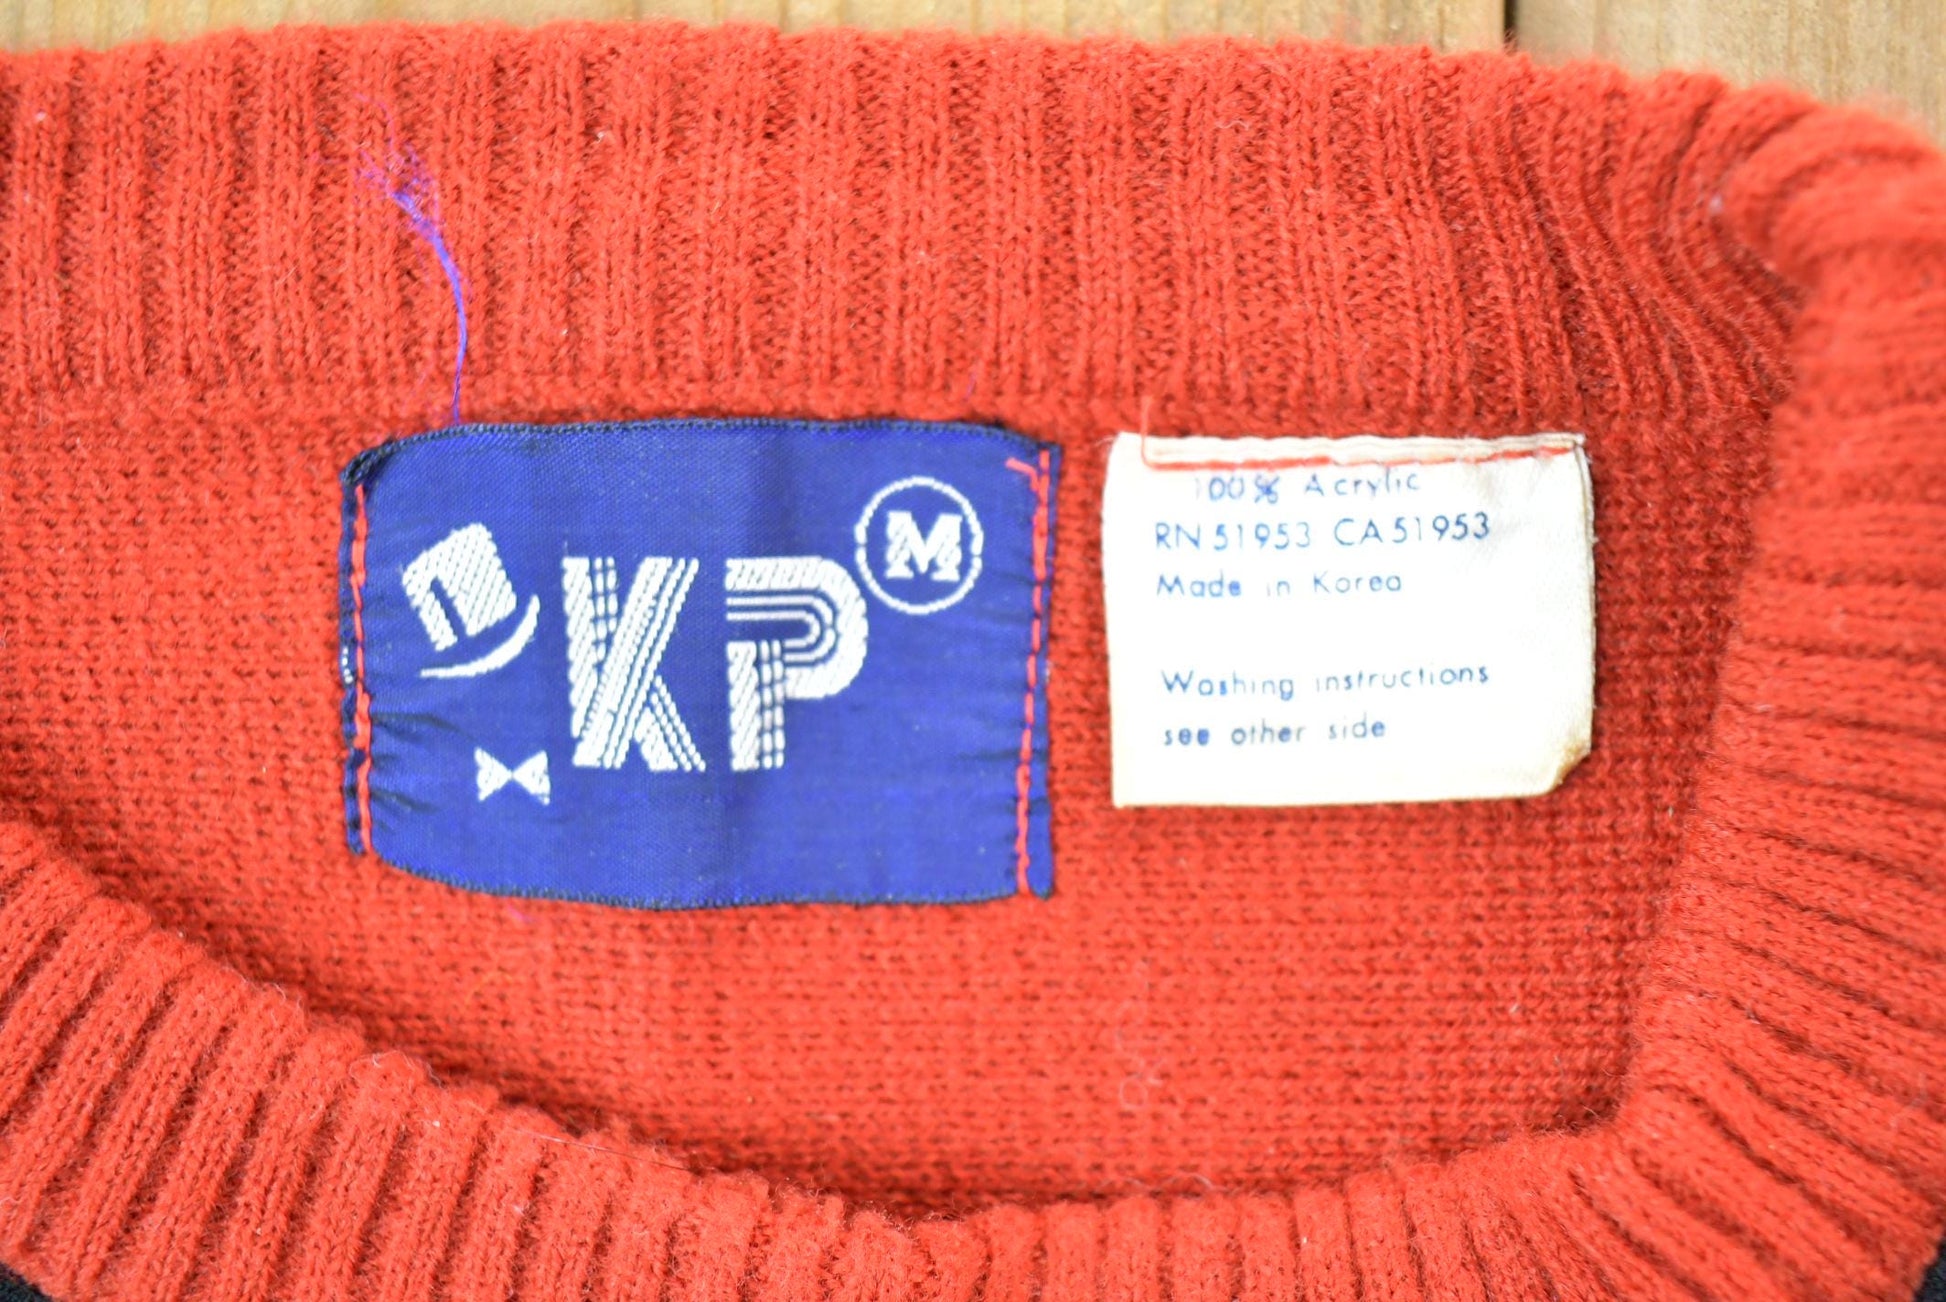 KP
M
100% Acrylic
RN 51953 CA 51953
Made in Korea
Washing instructions
see other side